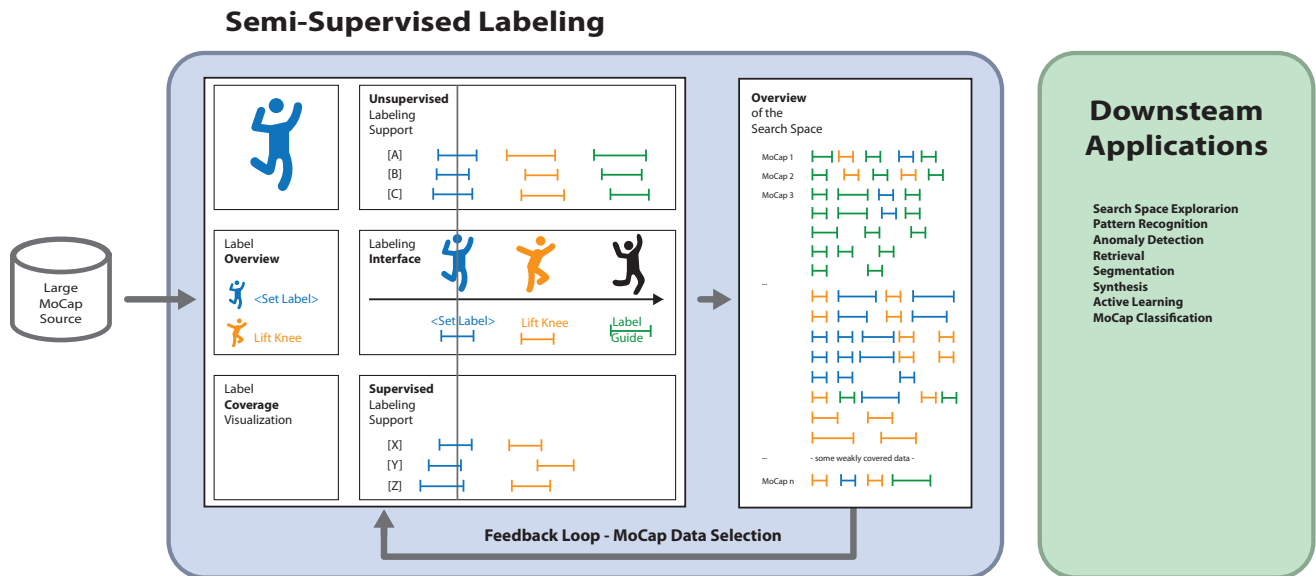 Semi-Supervised Labeling
Large
MoCap
Source
Unsupervised
Labeling
Support
[A]
[B]
[C]
Label
Overview
<Set Label>
Lift Knee
Labeling
Interface
<Set Label>
Lift Knee
Label
Guide
Label
Coverage
Visualization
Supervised
Labeling
Support
[X]
[Y]
[Z]
Overview
of the
Search Space
MoCap 1
MoCap 2
MoCap 3
...
... - some weakly covered data -
MoCap n
Feedback Loop - MoCap Data Selection
Downsteam
Applications
Search Space Explorarion
Pattern Recognition
Anomaly Detection
Retrieval
Segmentation
Synthesis
Active Learning
MoCap Classification